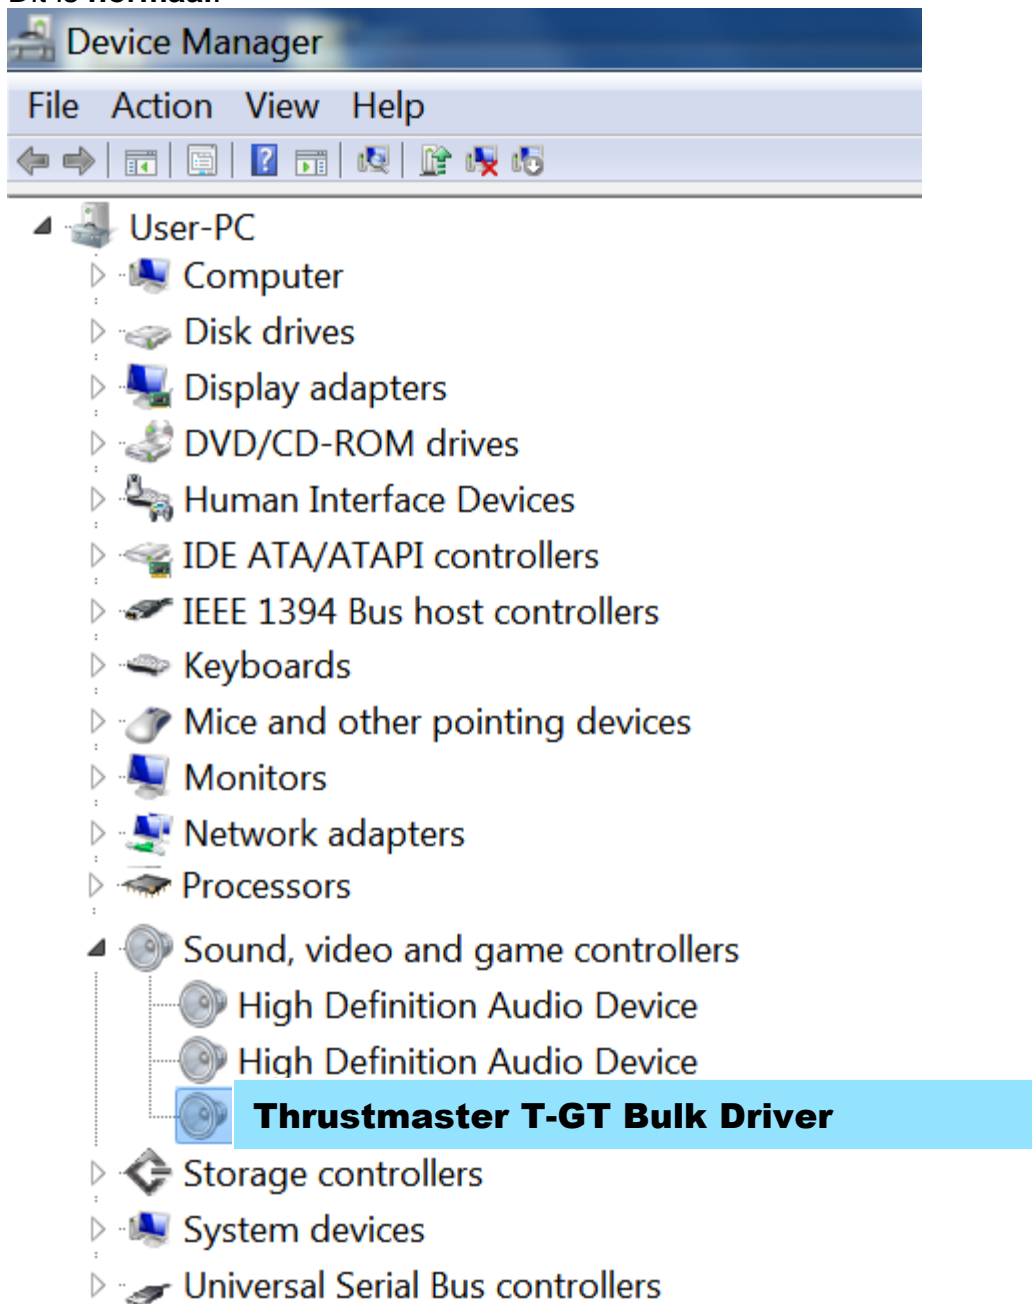 Dit is normaal.
Device Manager
File Action View Help
User-PC
Computer
Disk drives
Display adapters
DVD/CD-ROM drives
Human Interface Devices
IDE ATA/ATAPI controllers
IEEE 1394 Bus host controllers
Keyboards
Mice and other pointing devices
Monitors
Network adapters
Processors
Sound, video and game controllers
High Definition Audio Device
High Definition Audio Device
Thrustmaster T-GT Bulk Driver
Storage controllers
System devices
Universal Serial Bus controllers